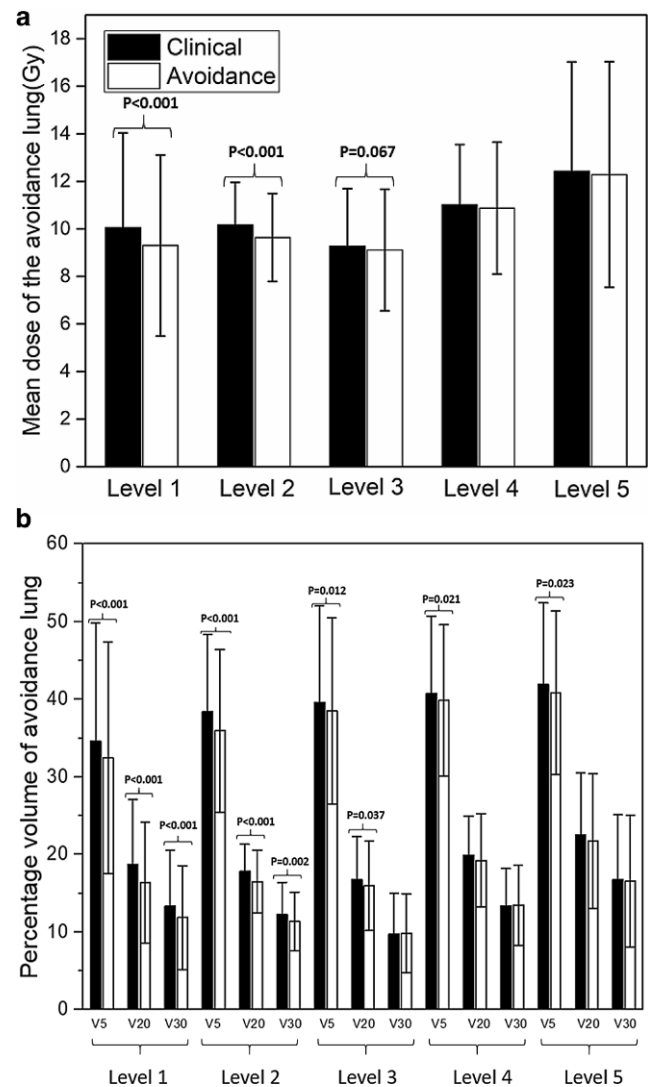 a
18
16
14
12
10
8
6
4
2
0
Mean dose of the avoidance lung(Gy)
Clinical
Avoidance
P<0.001
P<0.001
P=0.067
Level 1 Level 2 Level 3 Level 4 Level 5
b
60
50
40
30
20
10
0
Percentage volume of avoidance lung
P<0.001
P<0.001
P<0.001
P<0.001
P<0.001
P=0.002
P=0.012
P=0.037
P=0.021
P=0.023
V5 V20 V30 V5 V20 V30 V5 V20 V30 V5 V20 V30 V5 V20 V30
Level 1 Level 2 Level 3 Level 4 Level 5